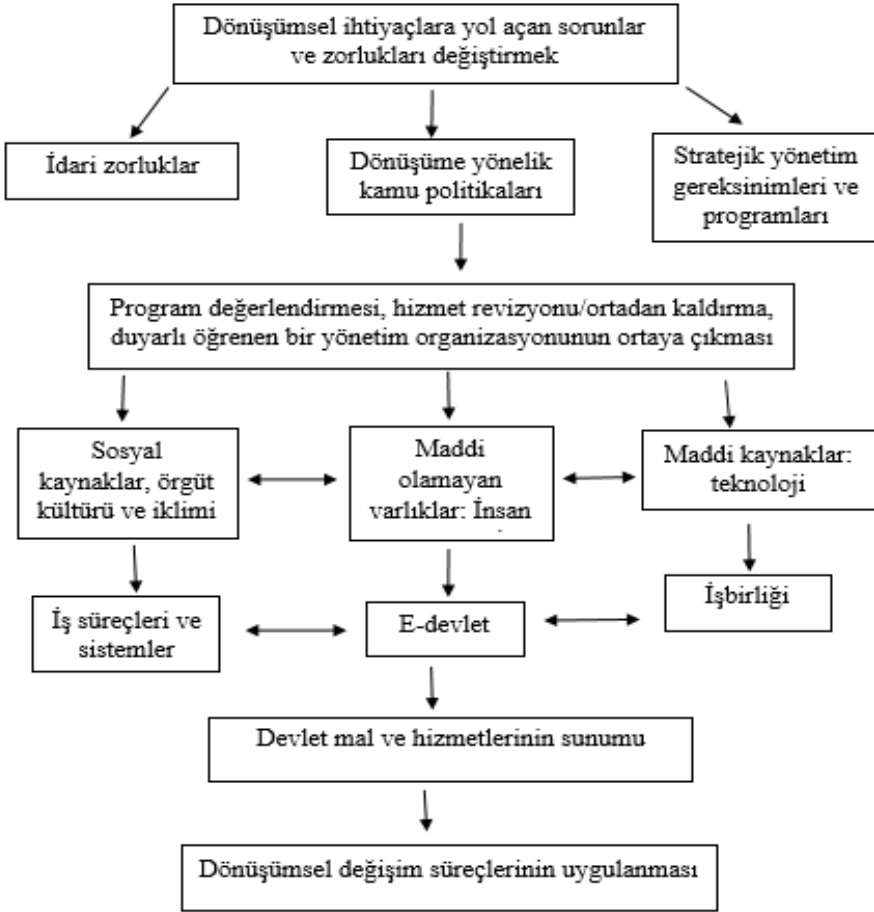 Dönüşümsel ihtiyaçlara yol açan sorunlar
ve zorlukları değiştirmek
İdari zorluklar
Dönüşüme yönelik
kamu politikaları
Stratejik yönetim
gereksinimleri ve
programları
Program değerlendirmesi, hizmet revizyonu/ortadan kaldırma,
duyarlı öğrenen bir yönetim organizasyonunun ortaya çıkması
Sosyal
kaynaklar, örgüt
kültürü ve iklimi
Maddi
olamayan
varlıklar: İnsan
Maddi kaynaklar:
teknoloji
İş süreçleri ve
sistemler
E-devlet
İşbirliği
Devlet mal ve hizmetlerinin sunumu
Dönüşümsel değişim süreçlerinin uygulanması